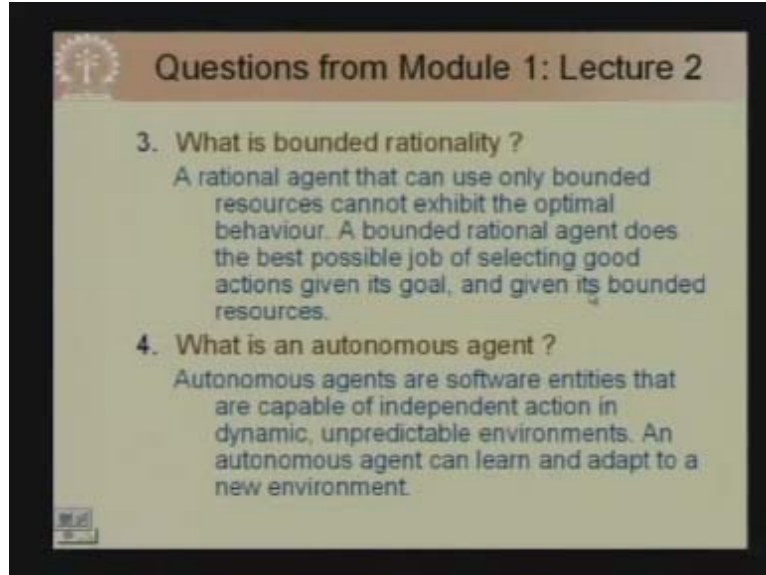 Questions from Module 1: Lecture 2
3. What is bounded rationality ?
A rational agent that can use only bounded
resources cannot exhibit the optimal
behaviour. A bounded rational agent does
the best possible job of selecting good
actions given its goal, and given its bounded
resources.
4. What is an autonomous agent ?
Autonomous agents are software entities that
are capable of independent action in
dynamic, unpredictable environments. An
autonomous agent can learn and adapt to a
new environment.